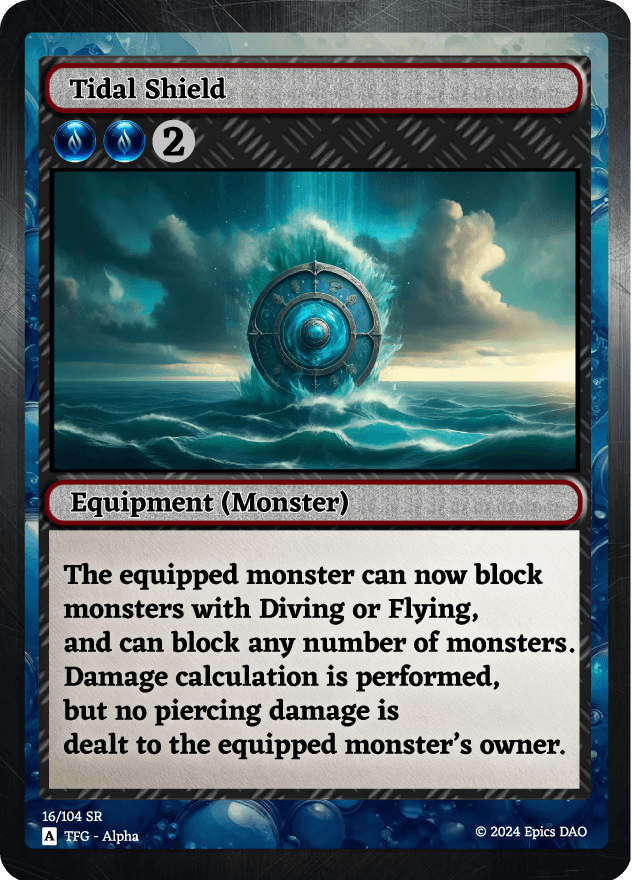 Tidal Shield
2
Equipment (Monster)
The equipped monster can now block
monsters with Diving or Flying,
and can block any number of monsters.
Damage calculation is performed,
but no piercing damage is
dealt to the equipped monster's owner.
16/104 SR
A TFG - Alpha
© 2024 Epics DAO